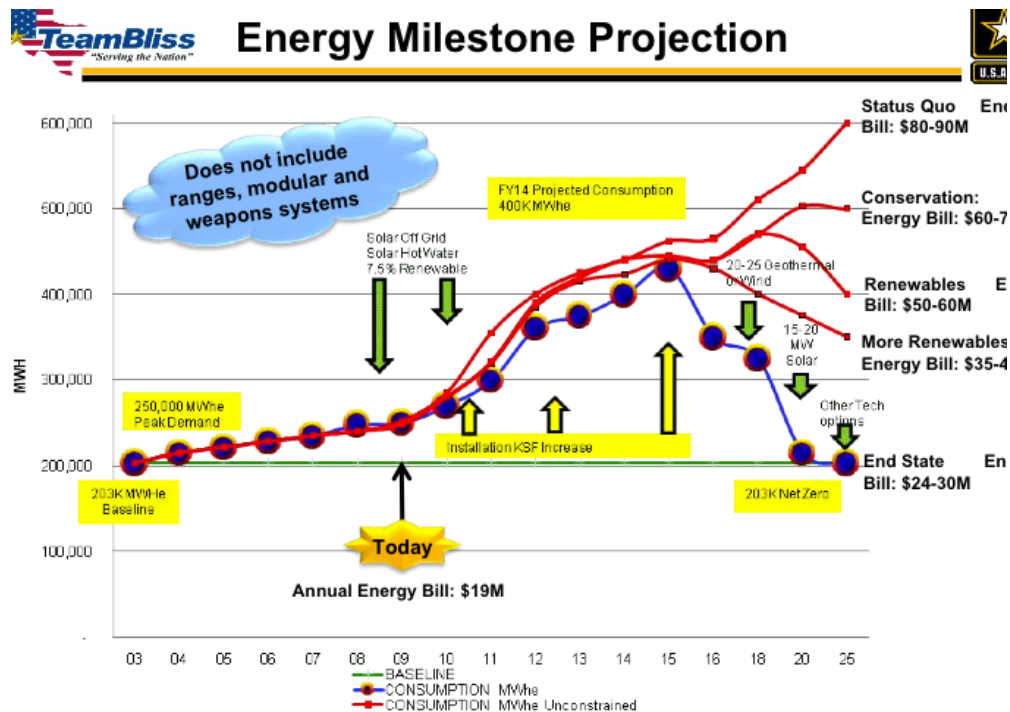 TeamBliss
"Serving the Nation"
Energy Milestone Projection
U.S.A
Status Quo Ene
Bill: $80-90M
Conservation:
Energy Bill: $60-7
Renewables E
Bill: $50-60M
More Renewables
Energy Bill: $35-4
End State En
Bill: $24-30M
Does not include
ranges, modular and
weapons systems
FY14 Projected Consumption
400K MWhe
Solar Off Grid
Solar Hot Water
7.5% Renewable
20-25 Geothermal
or Wind
15-20
MW
Solar
Other Tech
options
250,000 MWhe
Peak Demand
Installation KSF Increase
203K MWHe
Baseline
203K Net Zero
Today
Annual Energy Bill: $19M
MWH
600,000
500,000
400,000
300,000
200,000
100,000
-
03 04 05 06 07 08 09 10 11 12 13 14 15 16 18 20 25
BASELINE
CONSUMPTION MWhe
CONSUMPTION MWhe Unconstrained